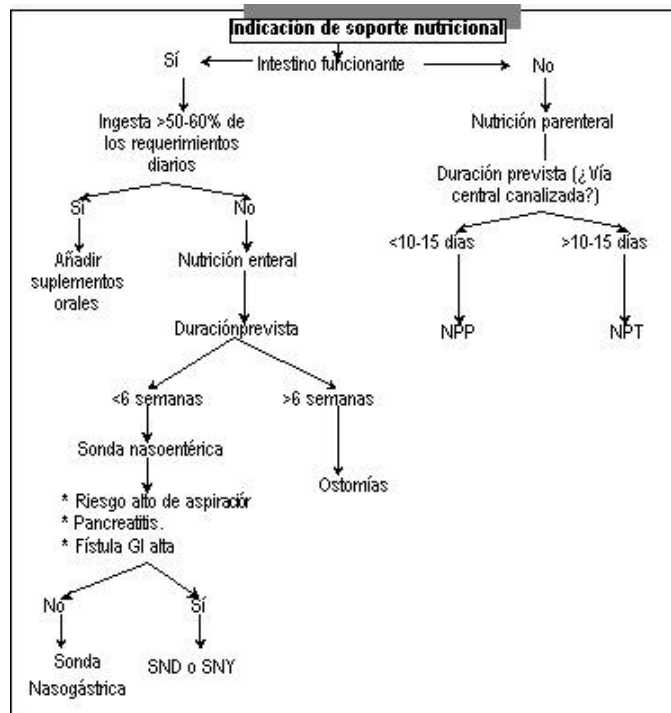 Indicación de soporte nutricional
Sí
Intestino funcionante
No
Ingesta >50-60% de
los requerimientos
diarios
Nutrición parenteral
Duración prevista (¿Vía
central canalizada?)
Sí
No
<10-15 días
>10-15 días
Añadir
suplementos
orales
Nutrición enteral
NPP
NPT
Duraciónprevista
<6 semanas
>6 semanas
Sonda nasoentérica
Ostomías
* Riesgo alto de aspiración
* Pancreatitis.
* Fístula GI alta
No
Sí
Sonda
Nasogástrica
SND o SNY